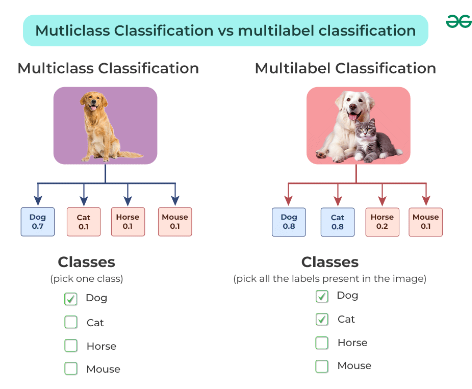 Mutliclass Classification vs multilabel classification
Multiclass Classification
Dog
0.7
Cat
0.1
Horse
0.1
Mouse
0.1
Classes
(pick one class)
Dog
Cat
Horse
Mouse
Multilabel Classification
Dog
0.8
Cat
0.8
Horse
0.2
Mouse
0.1
Classes
(pick all the labels present in the image)
Dog
Cat
Horse
Mouse